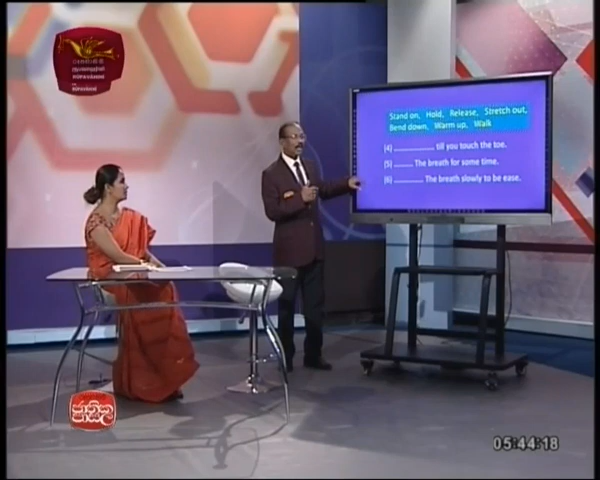 Stand on, Hold, Release, Stretch out,
Bend down, Warm up, Walk
(4) ................ till you touch the toe.
(5) ........ The breath for some time.
(6) ............. The breath slowly to be ease.
05:44:18